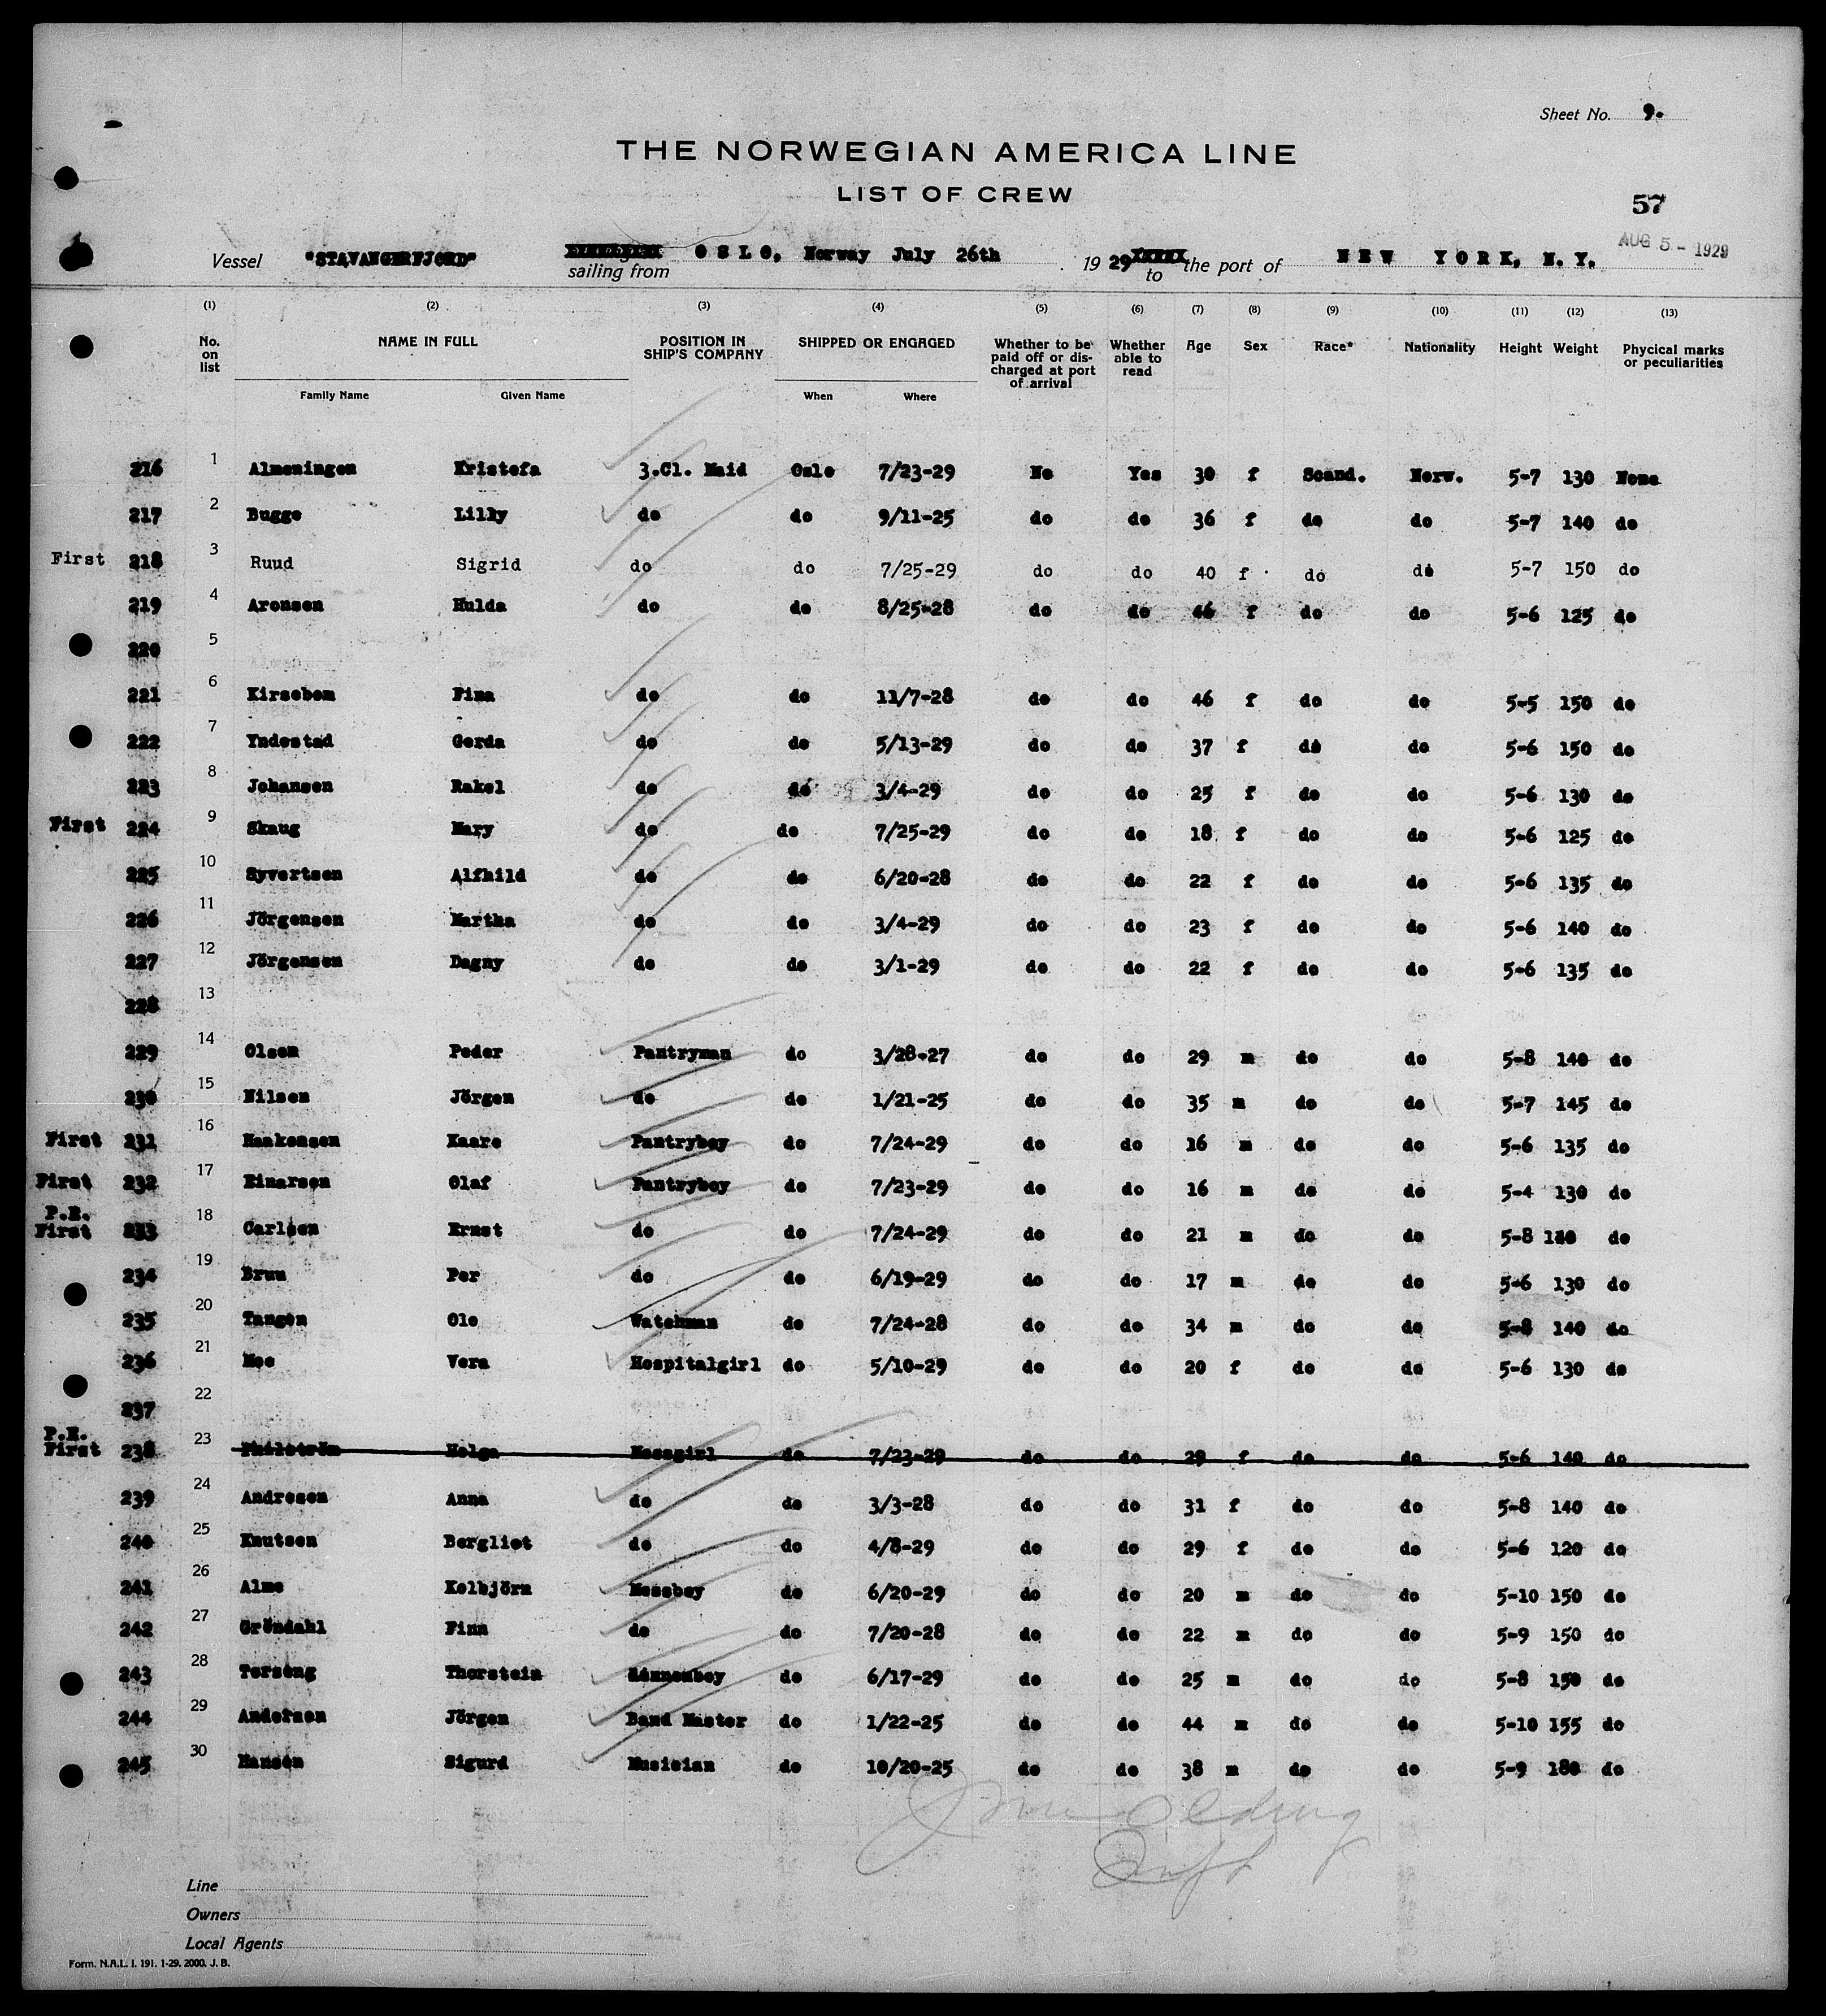 Sheet No. 9.
THE NORWEGIAN AMERICA LINE
LIST OF CREW
57
AUG 5 - 1929
Vessel "STAVANGERFJORD" sailing from OSLO, Norway July 26th 1929 to the port of NEW YORK, N.Y.
(1) (2) (3) (4) (5) (6) (7) (8) (9) (10) (11) (12) (13)
No. on list NAME IN FULL POSITION IN SHIP'S COMPANY SHIPPED OR ENGAGED Whether to be paid off or discharged at port of arrival Whether able to read Age Sex Race* Nationality Height Weight Phycical marks or peculiarities
Family Name Given Name When Where
216 1 Almeningen Kristofa 3.Cl. Maid Oslo 7/23-29 No Yes 30 f Scand. Norw. 5-7 130 None
217 2 Bugge Lilly do do 9/11-25 do do 36 f do do 5-7 140 do
First 218 3 Ruud Sigrid do do 7/25-29 do do 40 f do do 5-7 150 do
219 4 Aronsen Hulda do do 8/25-28 do do 46 f do do 5-6 125 do
220 5
221 6 Kirsebom Fina do do 11/7-28 do do 46 f do do 5-5 150 do
222 7 Yndestad Gerda do do 5/13-29 do do 37 f do do 5-6 150 do
223 8 Johansen Rakel do do 3/4-29 do do 25 f do do 5-6 130 do
First 224 9 Skaug Mary do do 7/25-29 do do 18 f do do 5-6 125 do
225 10 Syvertsen Alfhild do do 6/20-28 do do 22 f do do 5-6 135 do
226 11 Jörgensen Martha do do 3/4-29 do do 23 f do do 5-6 140 do
227 12 Jörgensen Dagny do do 3/1-29 do do 22 f do do 5-6 135 do
228 13
229 14 Olsen Peder Pantryman do 3/28-27 do do 29 m do do 5-8 140 do
230 15 Nilsen Jörgen do do 1/21-25 do do 35 m do do 5-7 145 do
First 231 16 Haakensen Kaare Pantryboy do 7/24-29 do do 16 m do do 5-6 135 do
First 232 17 Einarsen Olaf Pantryboy do 7/23-29 do do 16 m do do 5-4 130 do
P.E.
First 233 18 Carlsen Ernst do do 7/24-29 do do 21 m do do 5-8 do
234 19 Bruu Per do do 6/19-29 do do 17 m do do 5-6 130 do
235 20 Tangen Ole Watchman do 7/24-28 do do 34 m do do 5-8 140 do
236 21 Moe Vera Hospitalgirl do 5/10-29 do do 20 f do do 5-6 130 do
237 22
P.E.
First 238 23 Helga Messgirl do 7/23-29 do do 29 f do do 5-6 140 do
239 24 Andresen Anna do do 3/3-28 do do 31 f do do 5-8 140 do
240 25 Knutsen Bergliot do do 4/8-29 do do 29 f do do 5-6 120 do
241 26 Alme Kolbjörn Messboy do 6/20-29 do do 20 m do do 5-10 150 do
242 27 Gröndahl Finn do do 7/20-28 do do 22 m do do 5-9 150 do
243 28 Torseng Thorstein do 6/17-29 do do 25 m do do 5-8 150 do
244 29 Andersen Jörgen Band Master do 1/22-25 do do 44 m do do 5-10 155 do
245 30 Hansen Sigurd Musician do 10/20-25 do do 38 m do do 5-9 180 do
Line
Owners
Local Agents
Form. N.A.L. I. 191. 1-29. 2000. J. B.